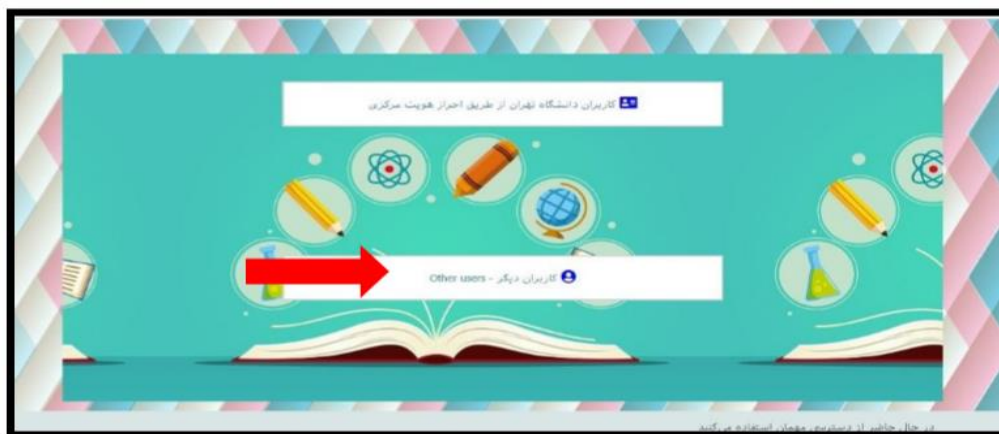 کاربران دانشگاه تهران از طریق احراز هویت مرکزی
کاربران دیگر - Other users
در حال حاضر از دسترسی مهمان استفاده می‌کنید